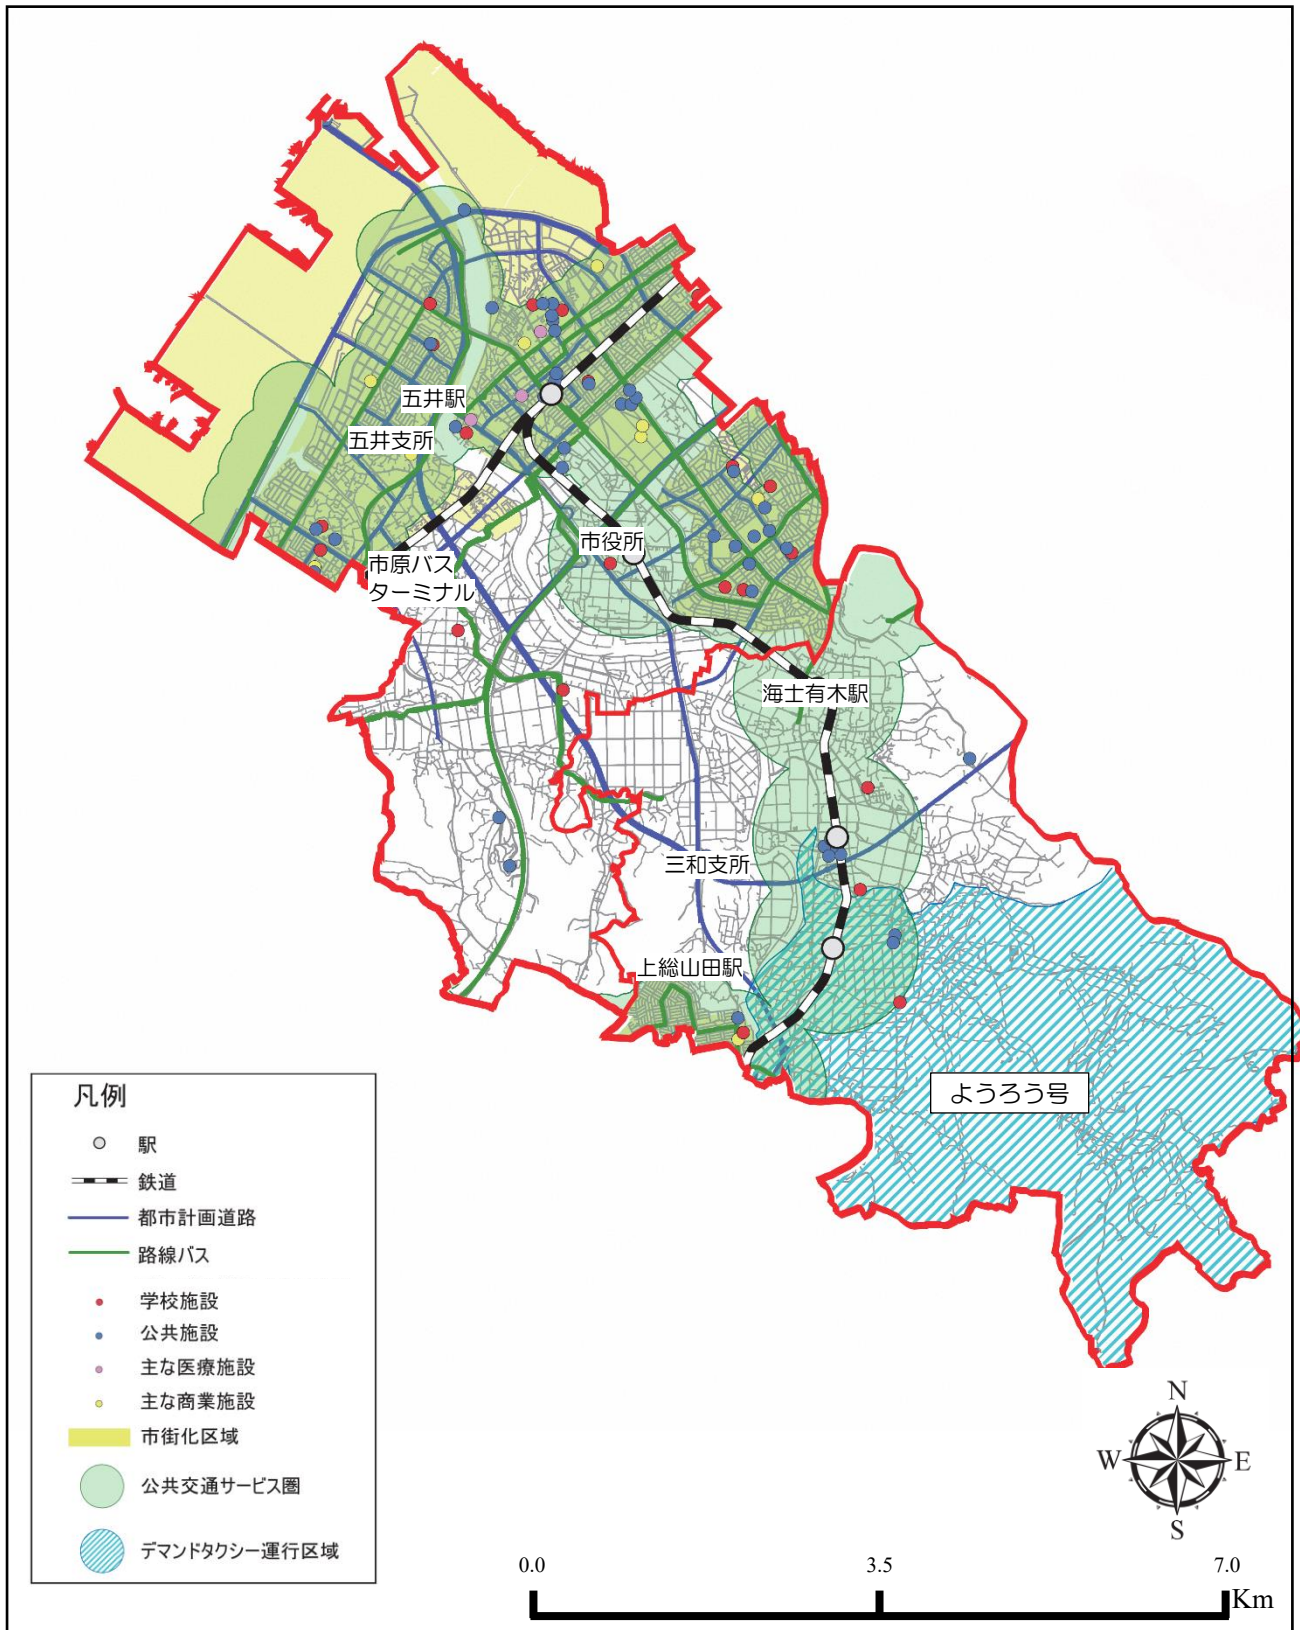 五井駅
五井支所
市役所
市原バス
ターミナル
海士有木駅
三和支所
上総山田駅
ようろう号
凡例
駅
鉄道
都市計画道路
路線バス
学校施設
公共施設
主な医療施設
主な商業施設
市街化区域
公共交通サービス圏
デマンドタクシー運行区域
N
W E
S
0.0 3.5 7.0
Km